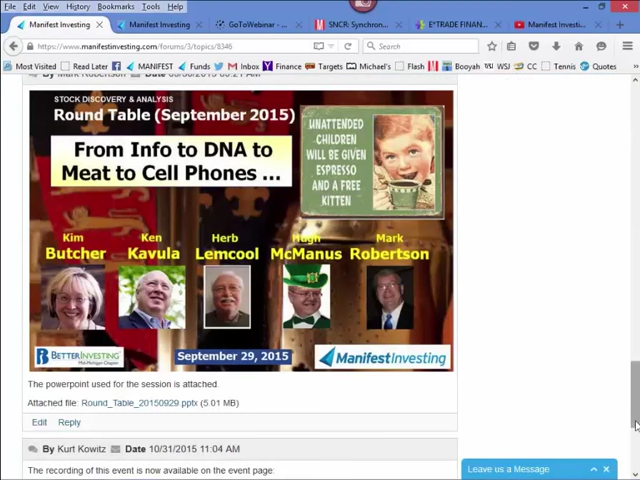 File Edit View History Bookmarks Tools Help
Manifest Investing
Manifest Investing
GoToWebinar -
SNCR: Synchron
E*TRADE FINAN
Manifest Investi
https://www.manifestinvesting.com/forums/3/topics/8346
Search
Most Visited Read Later MANIFEST Funds Inbox Finance Targets Michael's Flash Booyah WSJ CC Tennis Quotes
By Mark Robertson
STOCK DISCOVERY & ANALYSIS
Round Table (September 2015)
From Info to DNA to
Meat to Cell Phones ...
UNATTENDED
CHILDREN
WILL BE GIVEN
ESPRESSO
AND A FREE
KITTEN
Kim
Butcher
Ken
Kavula
Herb
Lemcool
Hugh
McManus
Mark
Robertson
BETTERINVESTING
September 29, 2015
ManifestInvesting
The powerpoint used for the session is attached.
Attached file: Round_Table_20150929.pptx (5.01 MB)
Edit Reply
By Kurt Kowitz Date 10/31/2015 11:04 AM
The recording of this event is now available on the event page:
Leave us a Message